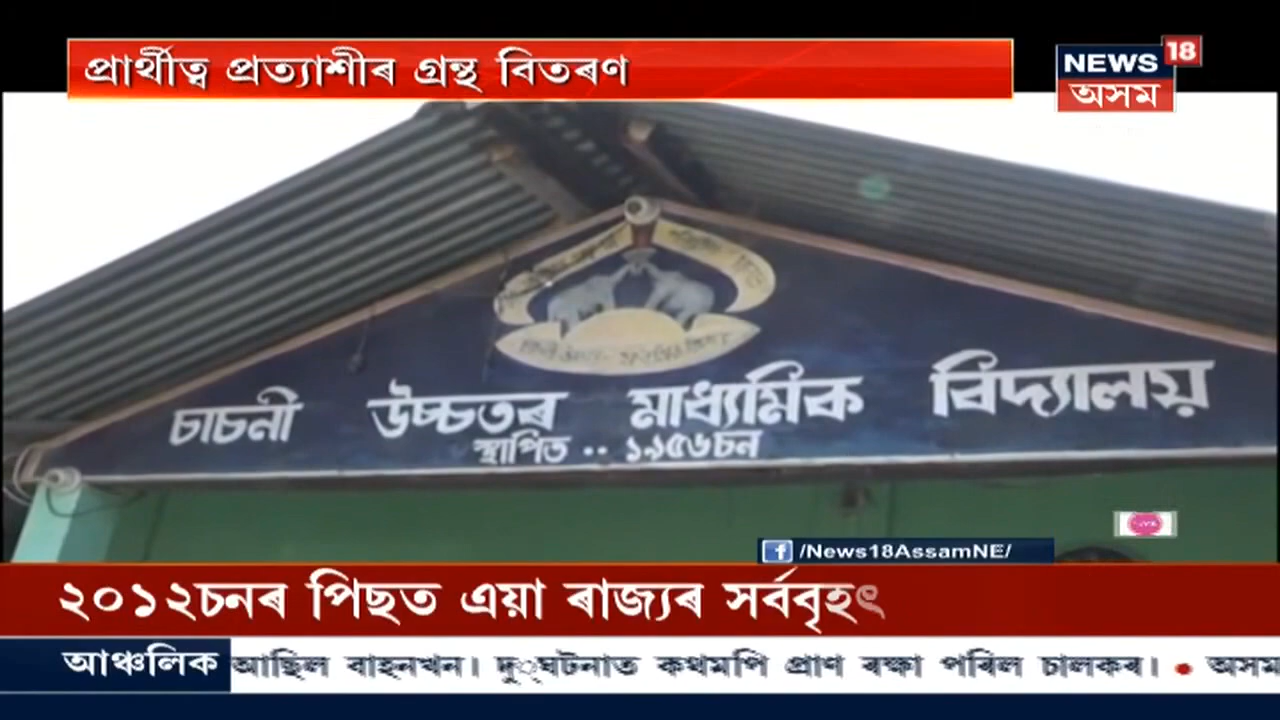 প্ৰাৰ্থীত্ব প্ৰত্যাশীৰ গ্ৰন্থ বিতৰণ
NEWS 18
অসম
চাচনী উচ্চতৰ মাধ্যমিক বিদ্যালয়
স্থাপিত -- ১৯৫৬চন
/News18AssamNE/
২০১২চনৰ পিছত এয়া ৰাজ্যৰ সৰ্ববৃহৎ
আঞ্চলিক আছিল বাহনখন। দু্ৰ্ঘটনাত কথমপি প্ৰাণ ৰক্ষা পৰিল চালকৰ। • অসম